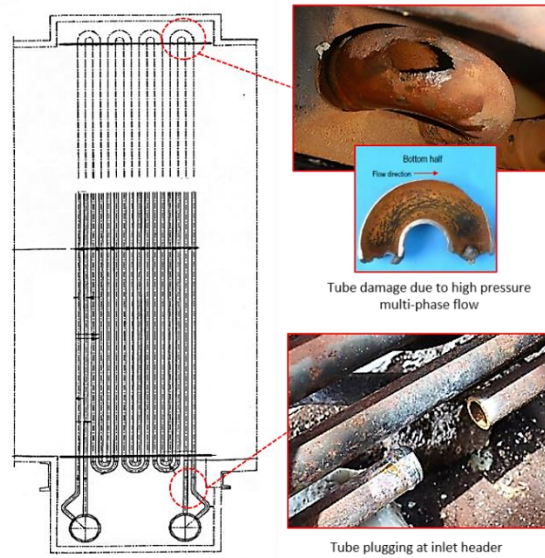 Bottom half
Flow direction
Tube damage due to high pressure
multi-phase flow
Tube plugging at inlet header